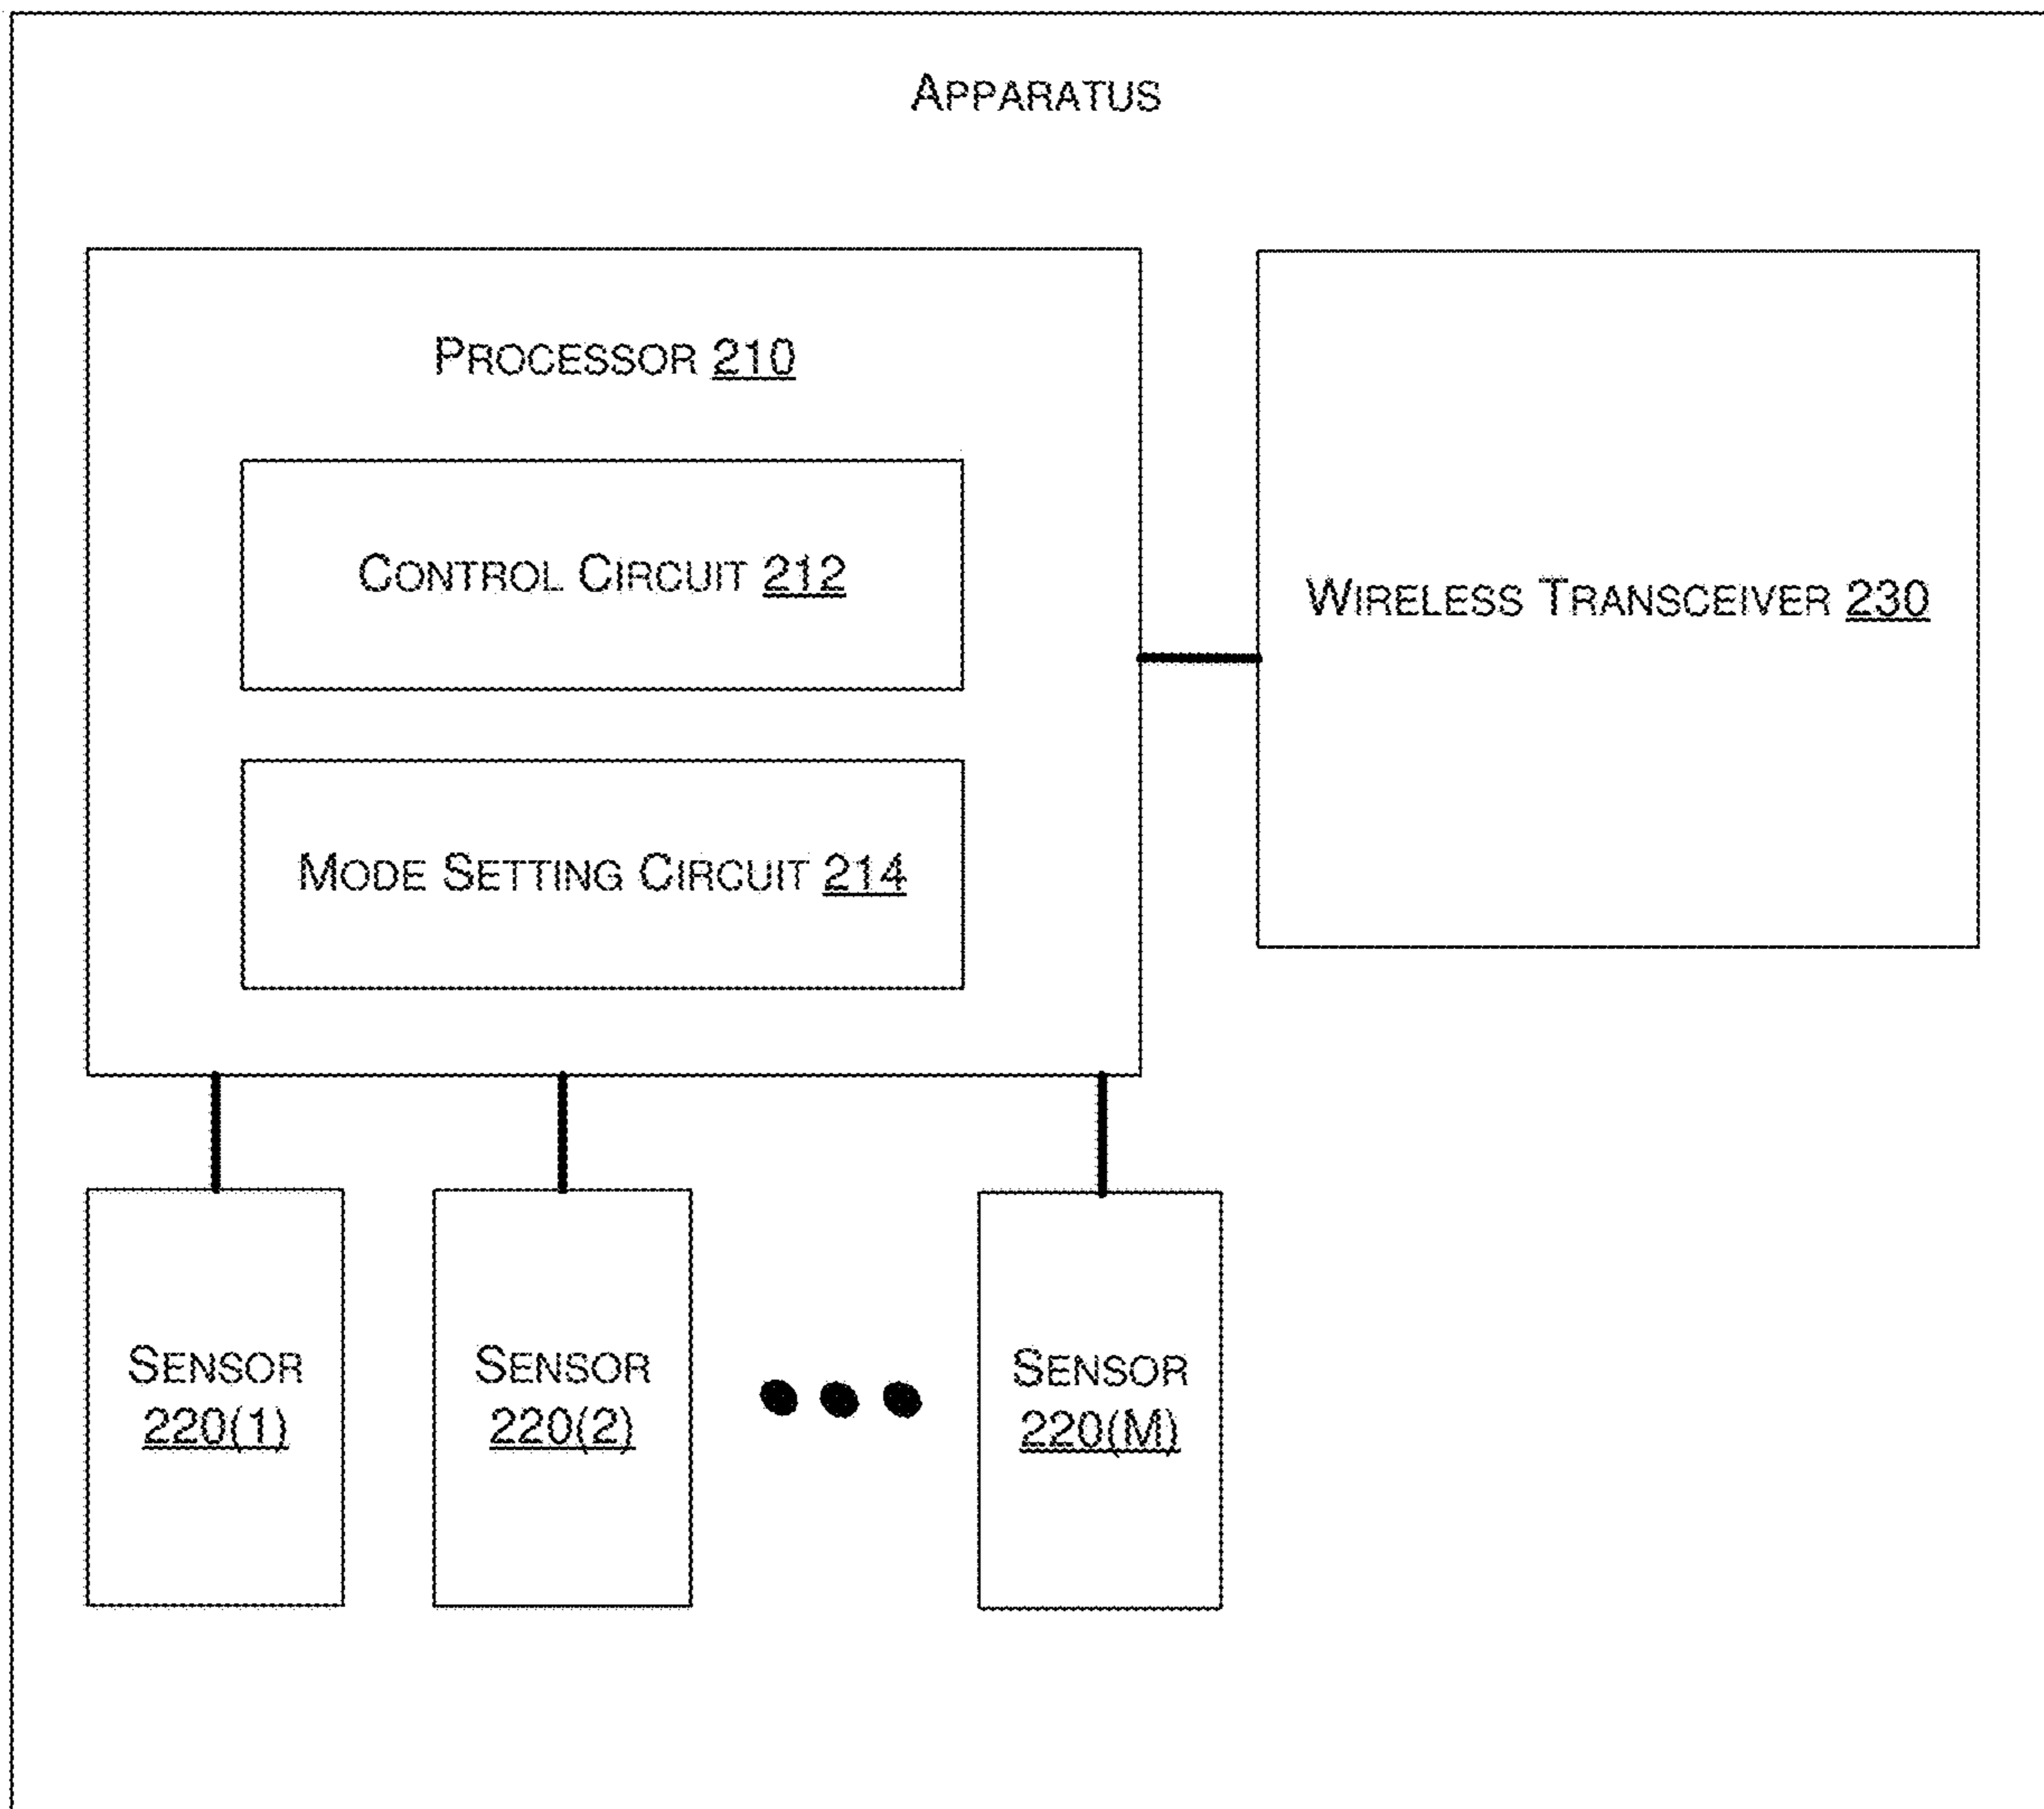 APPARATUS
PROCESSOR 210
CONTROL CIRCUIT 212
MODE SETTING CIRCUIT 214
WIRELESS TRANSCEIVER 230
SENSOR
220(1)
SENSOR
220(2)
SENSOR
220(M)